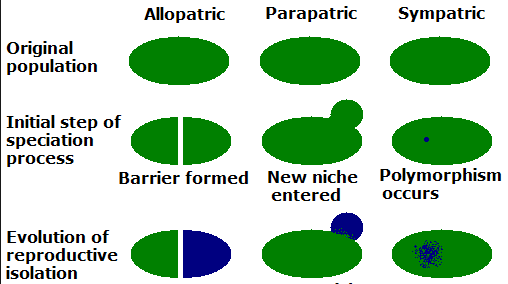 Allopatric
Parapatric
Sympatric
Original
population
Initial step of
speciation
process
Barrier formed
New niche
entered
Polymorphism
occurs
Evolution of
reproductive
isolation